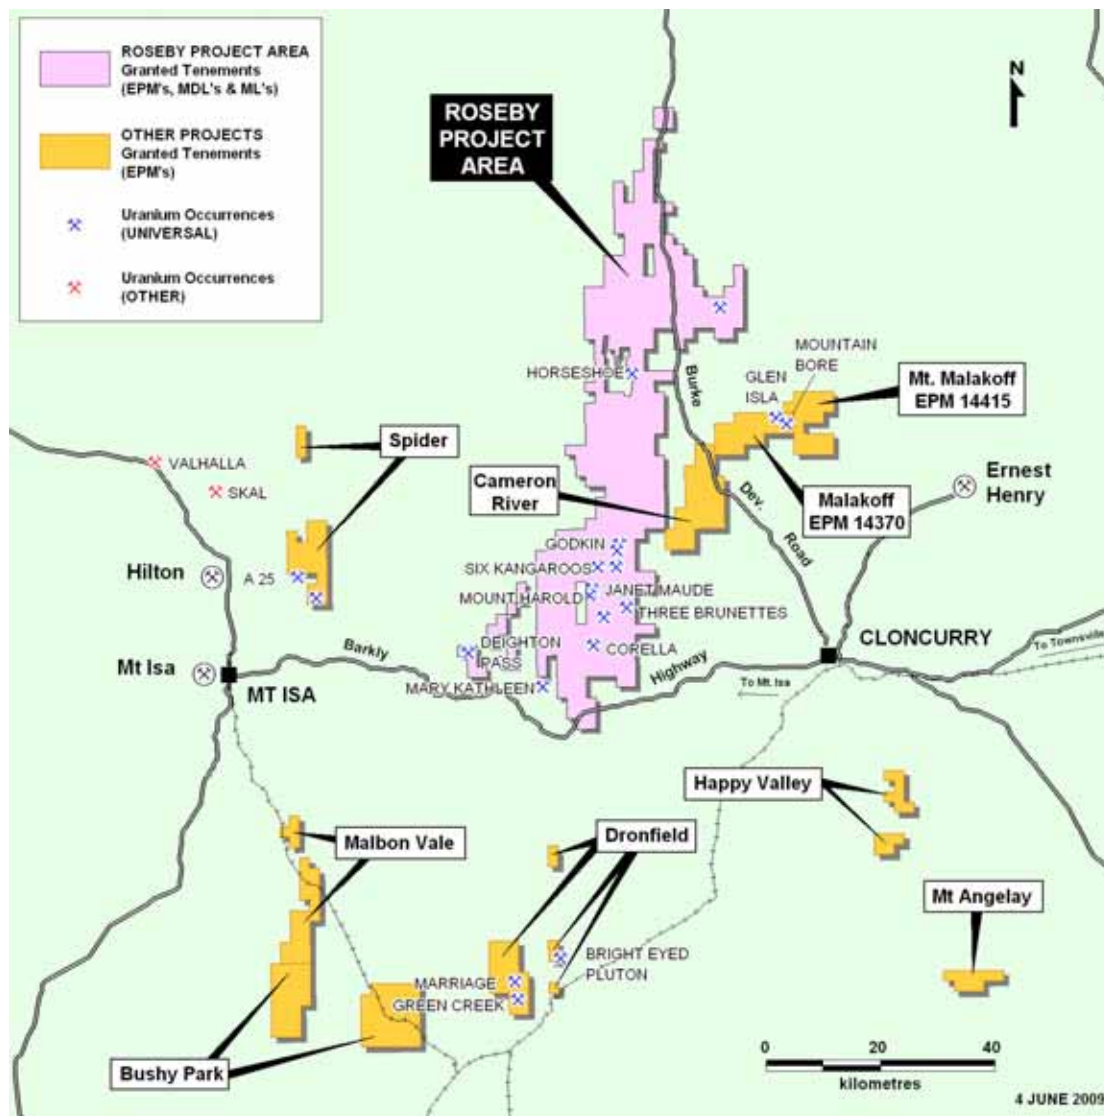 ROSEBY PROJECT AREA
Granted Tenements
(EPM's, MDL's & ML's)
OTHER PROJECTS
Granted Tenements
(EPM's)
Uranium Occurrences
(UNIVERSAL)
Uranium Occurrences
(OTHER)
ROSEBY
PROJECT
AREA
N
HORSESHOE
Burke
MOUNTAIN
BORE
GLEN
ISLA
Mt. Malakoff
EPM 14415
Spider
VALHALLA
SKAL
Cameron
River
Dev.
Malakoff
EPM 14370
Ernest
Henry
Road
GODKIN
Hilton
A 25
SIX KANGAROOS
MOUNT HAROLD
JANET MAUDE
THREE BRUNETTES
DEIGHTON
PASS
CORELLA
CLONCURRY
To Townsville
Barkly
Highway
Mt Isa
MT ISA
MARY KATHLEEN
To Mt. Isa
Happy Valley
Malbon Vale
Dronfield
Mt Angelay
BRIGHT EYED
PLUTON
MARRIAGE
GREEN CREEK
Bushy Park
0 20 40
kilometres
4 JUNE 2009